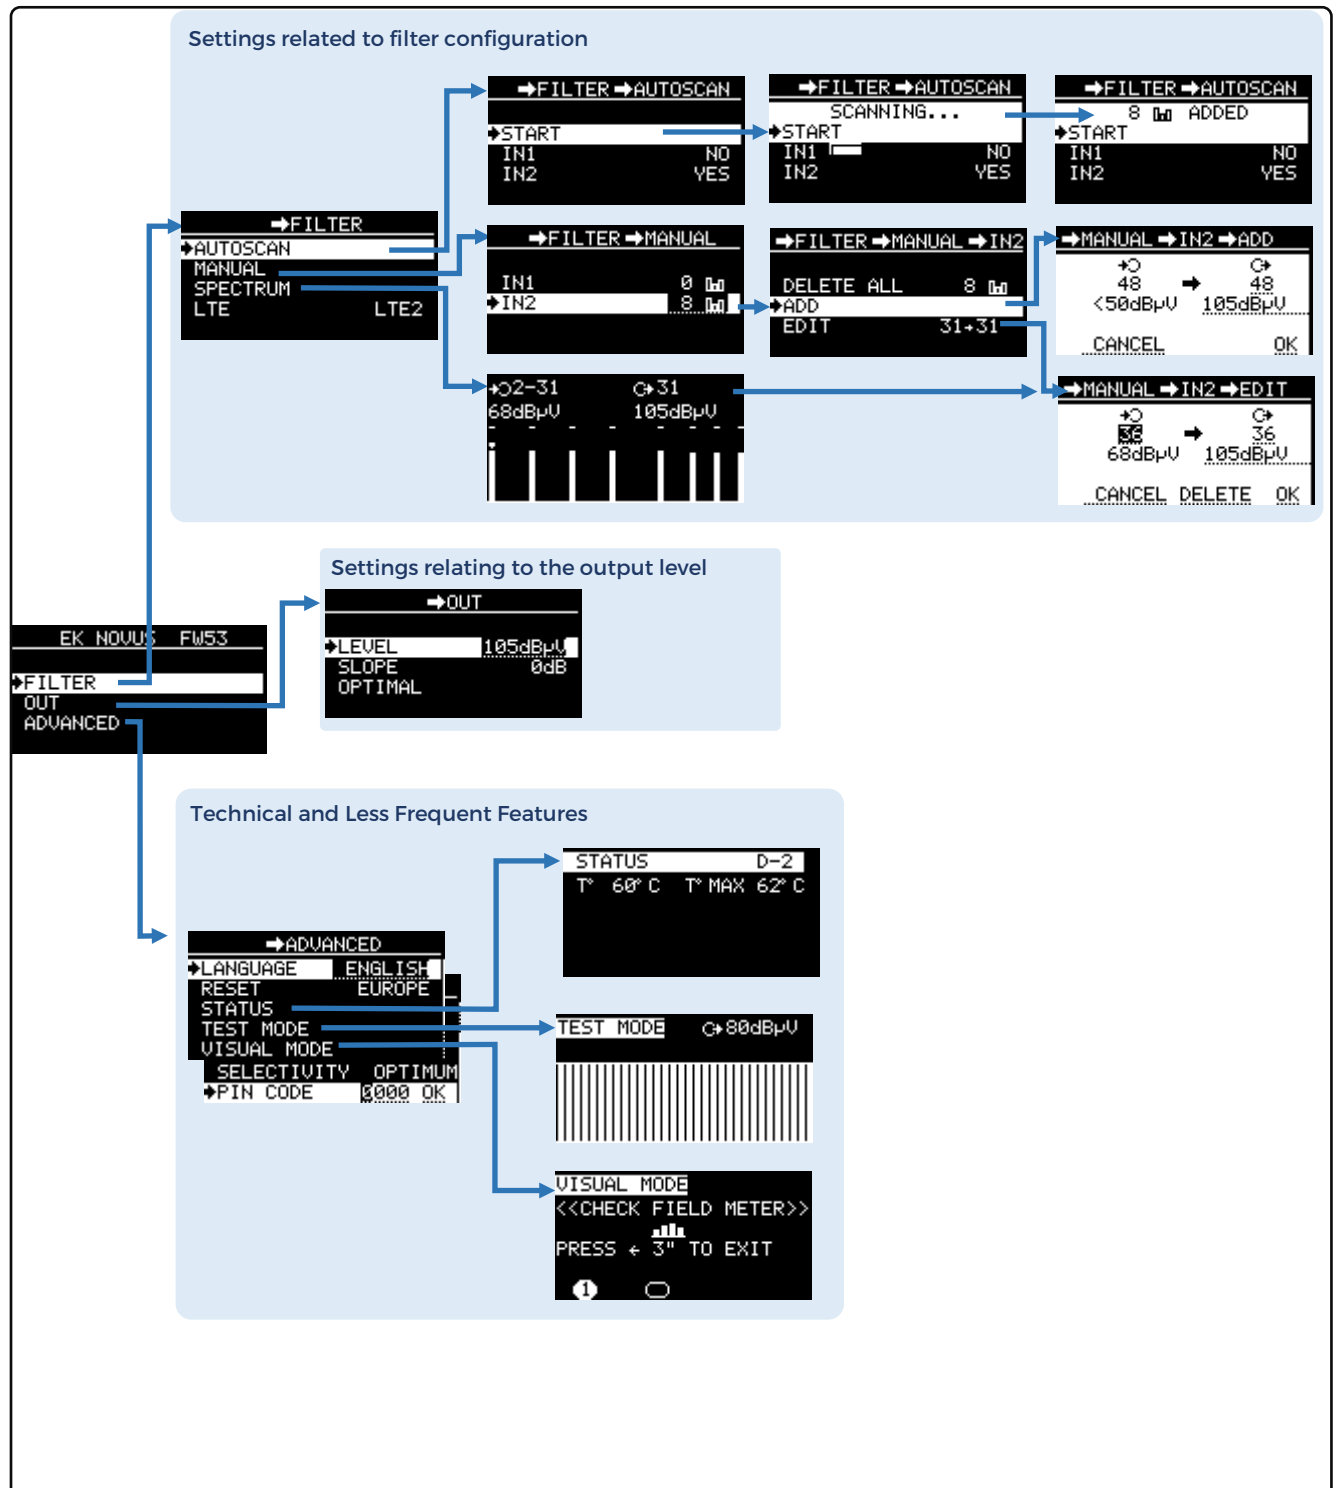 Settings related to filter configuration
➡FILTER ➡AUTOSCAN
➡START
IN1 NO
IN2 YES
➡FILTER ➡AUTOSCAN
SCANNING...
➡START
IN1 NO
IN2 YES
➡FILTER ➡AUTOSCAN
8 ADDED
➡START
IN1 NO
IN2 YES
➡FILTER
➡AUTOSCAN
MANUAL
SPECTRUM
LTE LTE2
➡FILTER ➡MANUAL
IN1 0
➡IN2 8
➡FILTER ➡MANUAL ➡IN2
DELETE ALL 8
➡ADD
EDIT 31→31
➡MANUAL ➡IN2 ➡ADD
48 ➡ 48
<50dBµV 105dBµV
CANCEL OK
2-31 31
68dBµV 105dBµV
➡MANUAL ➡IN2 ➡EDIT
36 ➡ 36
68dBµV 105dBµV
CANCEL DELETE OK
Settings relating to the output level
➡OUT
➡LEVEL 105dBµV
SLOPE 0dB
OPTIMAL
EK NOVUS FW53
➡FILTER
OUT
ADVANCED
Technical and Less Frequent Features
STATUS D-2
T° 60°C T° MAX 62°C
➡ADVANCED
➡LANGUAGE ENGLISH
RESET EUROPE
STATUS
TEST MODE
VISUAL MODE
SELECTIVITY OPTIMUM
➡PIN CODE 0000 OK
TEST MODE 80dBµV
VISUAL MODE
<<CHECK FIELD METER>>
PRESS ← 3" TO EXIT
1